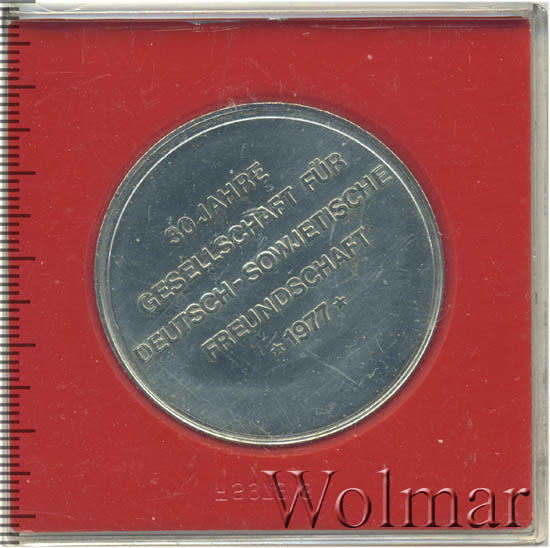 30 JAHRE
GESELLSCHAFT FÜR
DEUTSCH-SOWJETISCHE
FREUNDSCHAFT
* 1977 *
Wolmar